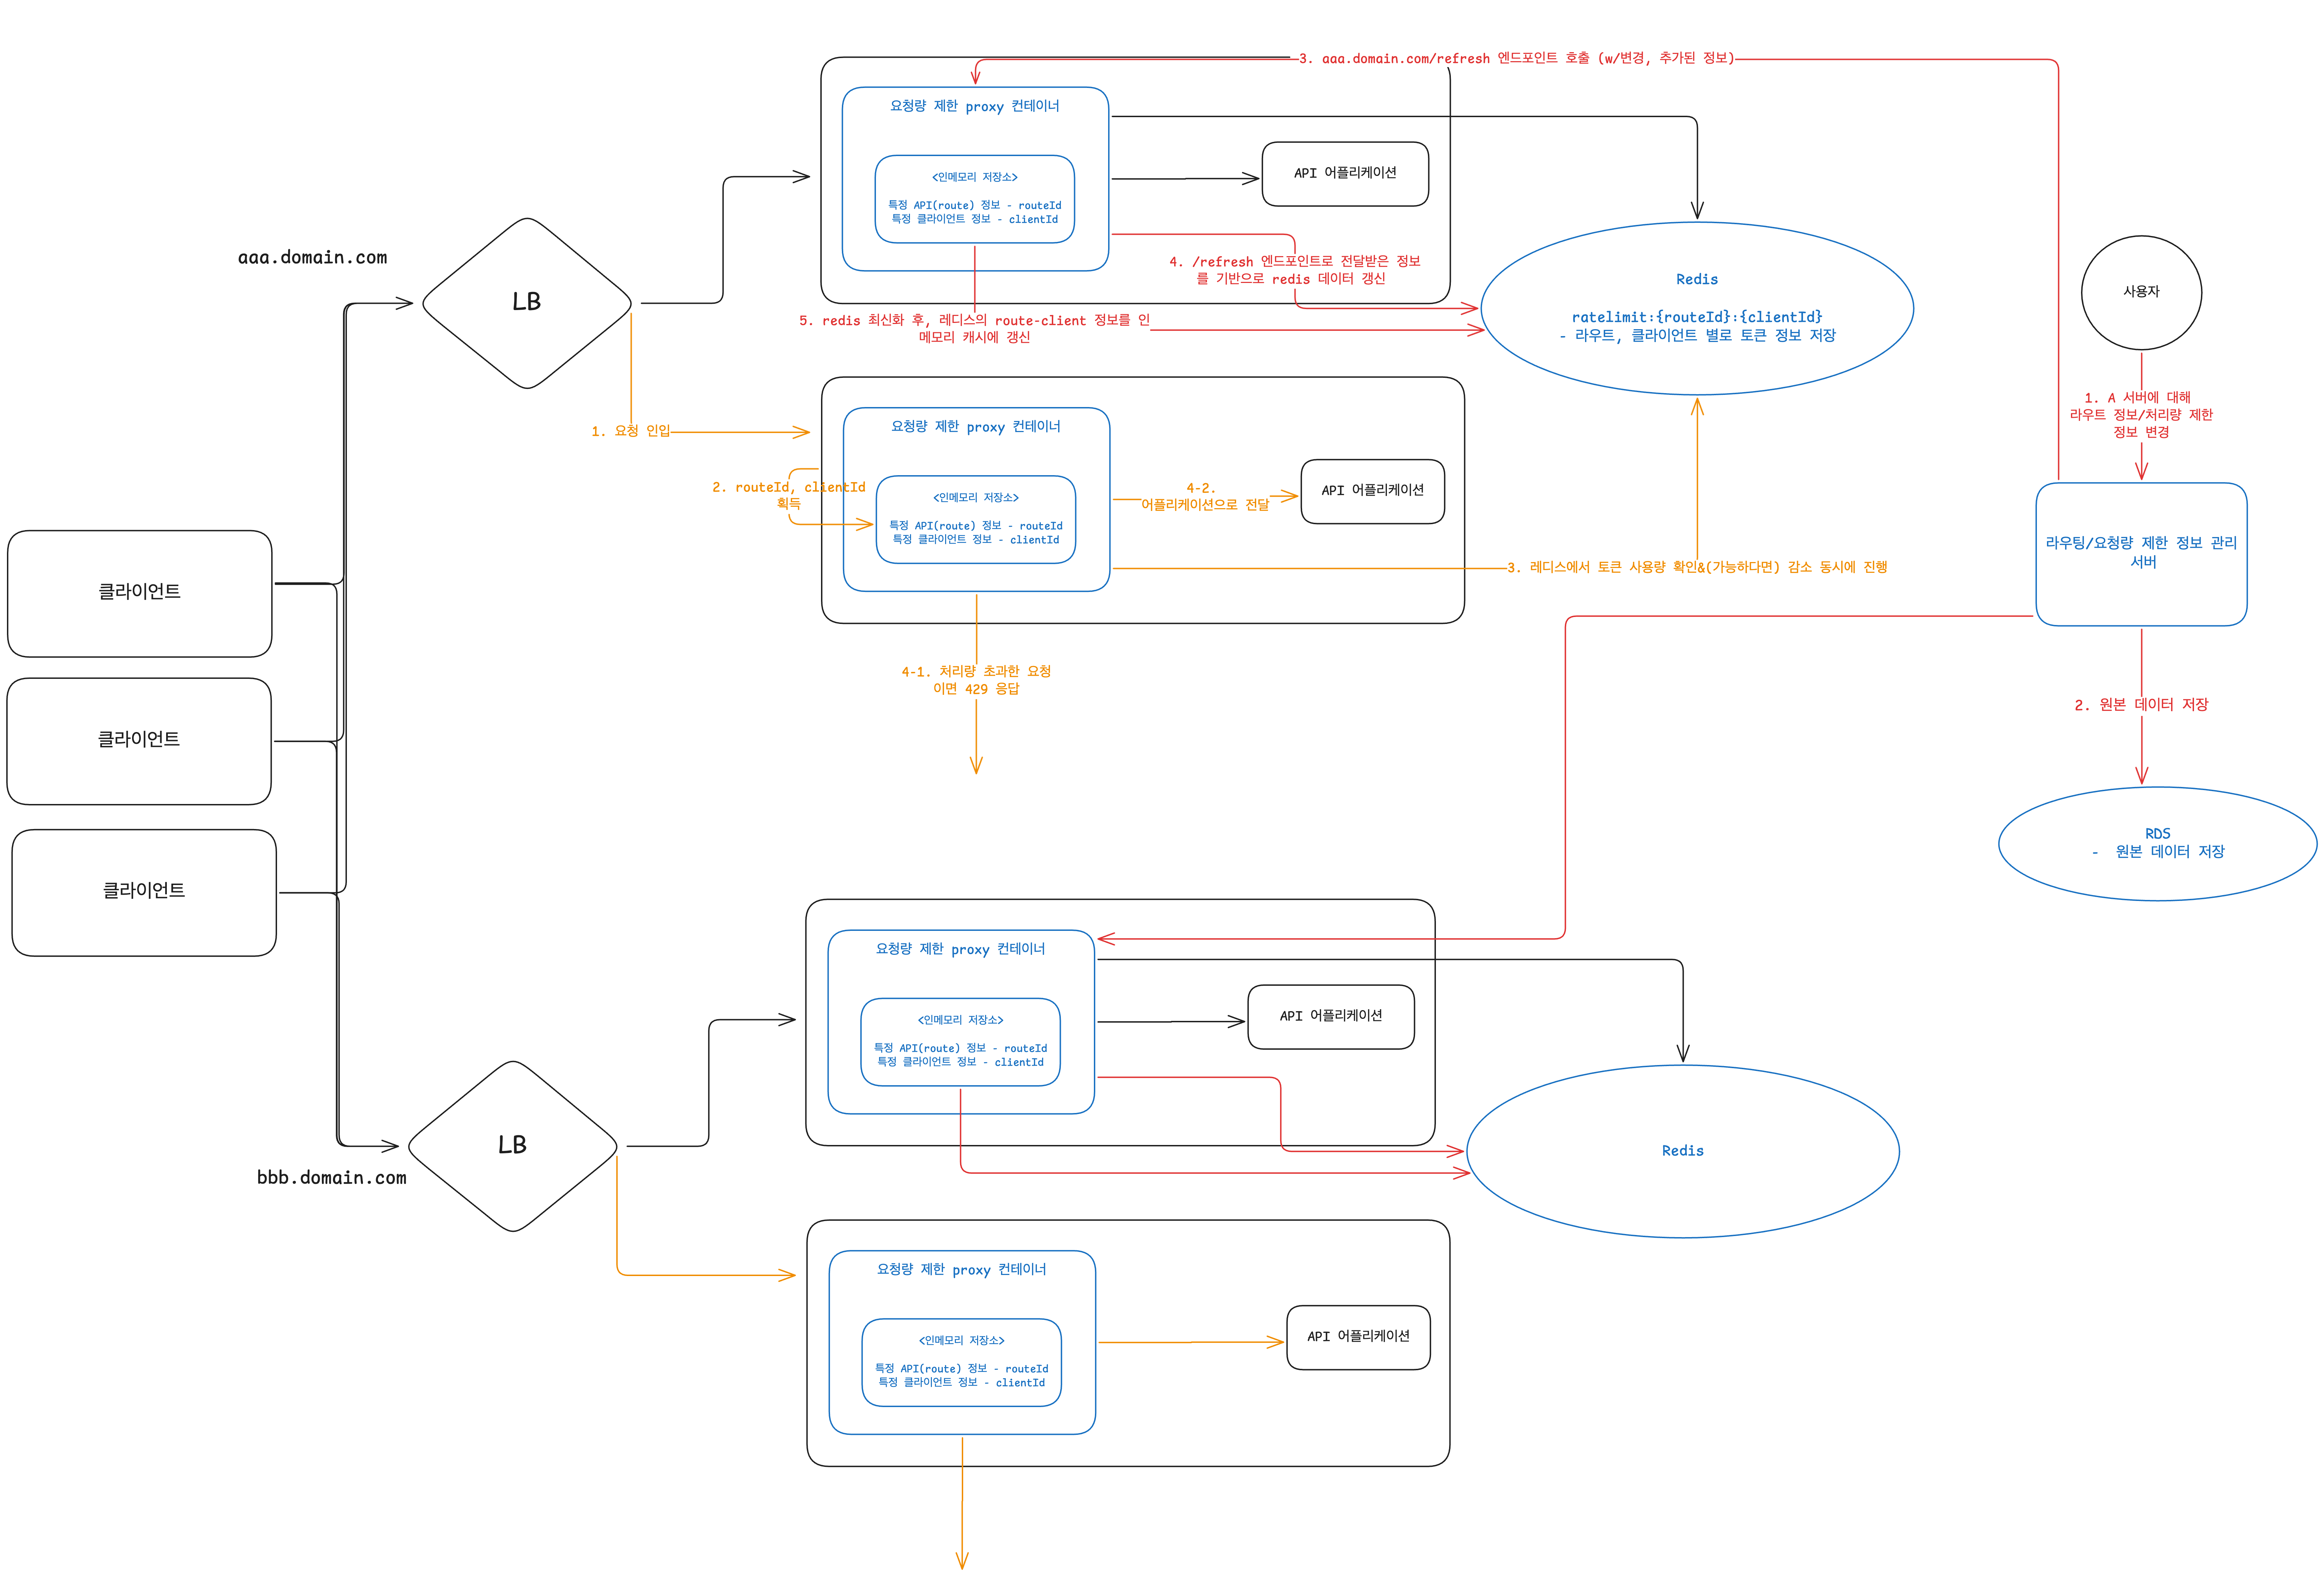 3. aaa.domain.com/refresh 엔드포인트 호출 (w/변경, 추가된 정보)
요청량 제한 proxy 컨테이너
<인메모리 저장소>
특정 API(route) 정보 - routeId
특정 클라이언트 정보 - clientId
API 어플리케이션
4. /refresh 엔드포인트로 전달받은 정보
를 기반으로 redis 데이터 갱신
5. redis 최신화 후, 레디스의 route-client 정보를 인
메모리 캐시에 갱신
aaa.domain.com
LB
Redis
ratelimit:{routeId}:{clientId}
- 라우트, 클라이언트 별로 토큰 정보 저장
사용자
1. A 서버에 대해
라우트 정보/처리량 제한
정보 변경
1. 요청 인입
요청량 제한 proxy 컨테이너
2. routeId, clientId
획득
<인메모리 저장소>
특정 API(route) 정보 - routeId
특정 클라이언트 정보 - clientId
4-2.
어플리케이션으로 전달
API 어플리케이션
3. 레디스에서 토큰 사용량 확인&(가능하다면) 감소 동시에 진행
라우팅/요청량 제한 정보 관리
서버
4-1. 처리량 초과한 요청
이면 429 응답
2. 원본 데이터 저장
RDS
- 원본 데이터 저장
클라이언트
클라이언트
클라이언트
요청량 제한 proxy 컨테이너
<인메모리 저장소>
특정 API(route) 정보 - routeId
특정 클라이언트 정보 - clientId
API 어플리케이션
LB
bbb.domain.com
Redis
요청량 제한 proxy 컨테이너
<인메모리 저장소>
특정 API(route) 정보 - routeId
특정 클라이언트 정보 - clientId
API 어플리케이션